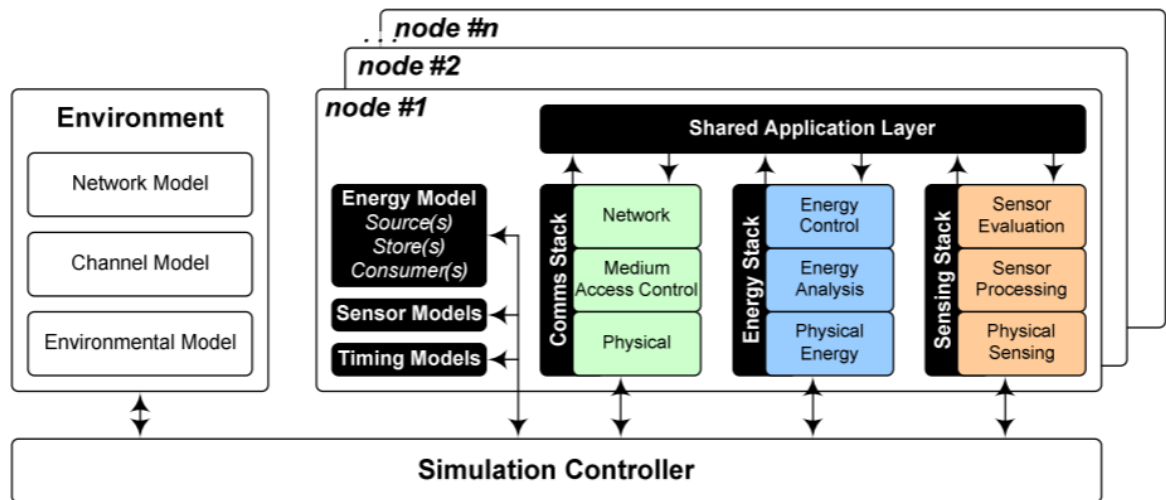 node #n
. . .
node #2
node #1
Environment
Network Model
Channel Model
Environmental Model
Shared Application Layer
Energy Model
Source(s)
Store(s)
Consumer(s)
Sensor Models
Timing Models
Comms Stack
Network
Medium
Access Control
Physical
Energy Stack
Energy
Control
Energy
Analysis
Physical
Energy
Sensing Stack
Sensor
Evaluation
Sensor
Processing
Physical
Sensing
Simulation Controller